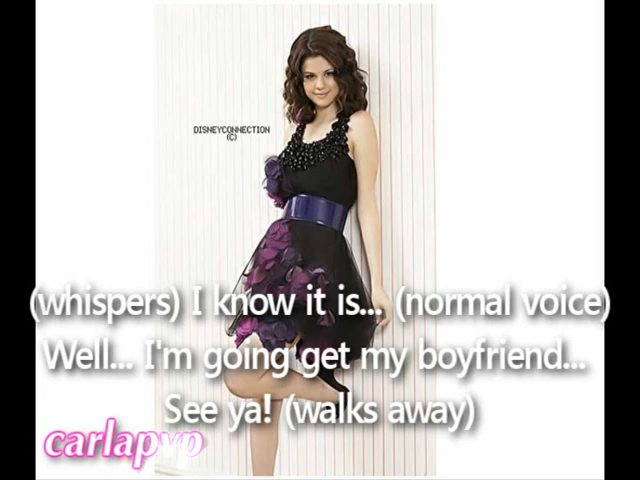 DISNEYCONNECTION
(C)
(whispers) I know it is... (normal voice)
Well... I'm going get my boyfriend...
See ya! (walks away)
carlapvp